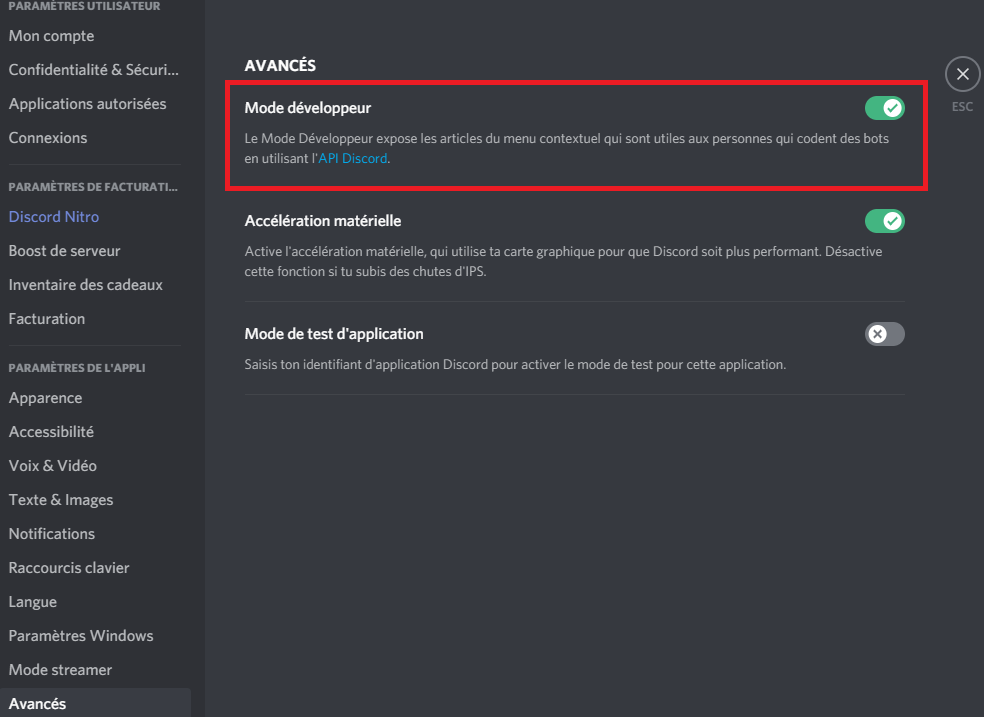 PARAMÈTRES UTILISATEUR
Mon compte
Confidentialité & Sécuri...
Applications autorisées
Connexions
PARAMÈTRES DE FACTURATI...
Discord Nitro
Boost de serveur
Inventaire des cadeaux
Facturation
PARAMÈTRES DE L'APPLI
Apparence
Accessibilité
Voix & Vidéo
Texte & Images
Notifications
Raccourcis clavier
Langue
Paramètres Windows
Mode streamer
Avancés
AVANCÉS
Mode développeur
Le Mode Développeur expose les articles du menu contextuel qui sont utiles aux personnes qui codent des bots
en utilisant l'API Discord.
Accélération matérielle
Active l'accélération matérielle, qui utilise ta carte graphique pour que Discord soit plus performant. Désactive
cette fonction si tu subis des chutes d'IPS.
Mode de test d'application
Saisis ton identifiant d'application Discord pour activer le mode de test pour cette application.
ESC